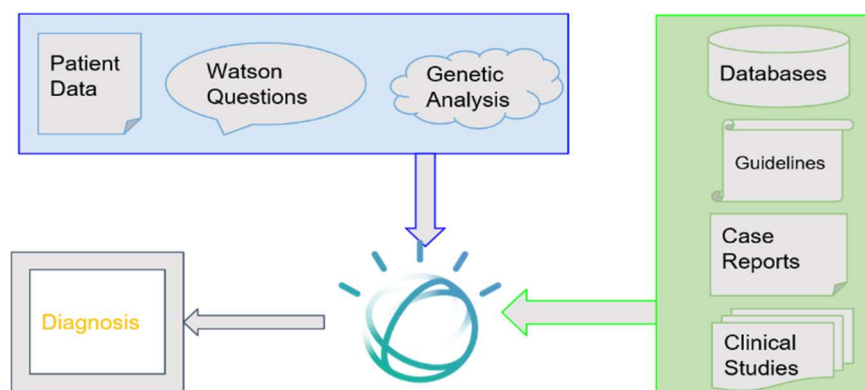 Patient
Data
Watson
Questions
Genetic
Analysis
Databases
Guidelines
Case
Reports
Clinical
Studies
Diagnosis